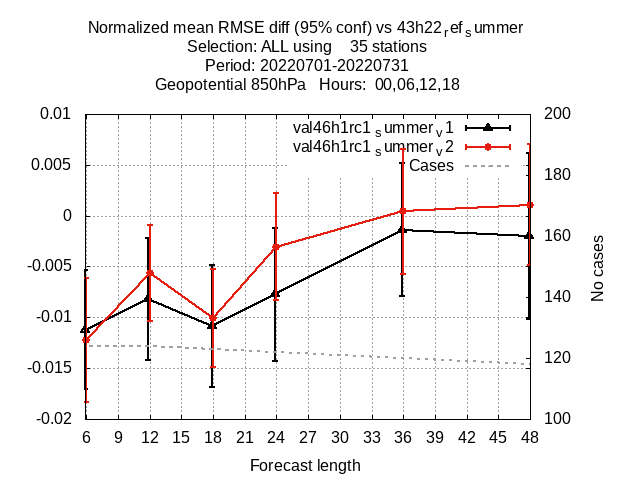 Normalized mean RMSE diff (95% conf) vs 43h22refsummer
Selection: ALL using 35 stations
Period: 20220701-20220731
Geopotential 850hPa Hours: 00,06,12,18
0.01 200
val46h1rc1summerv1
val46h1rc1summerv2
Cases
0.005 180
0 160
-0.005
-0.01 140
-0.015 120
-0.02 100
No cases
6 9 12 15 18 21 24 27 30 33 36 39 42 45 48
Forecast length